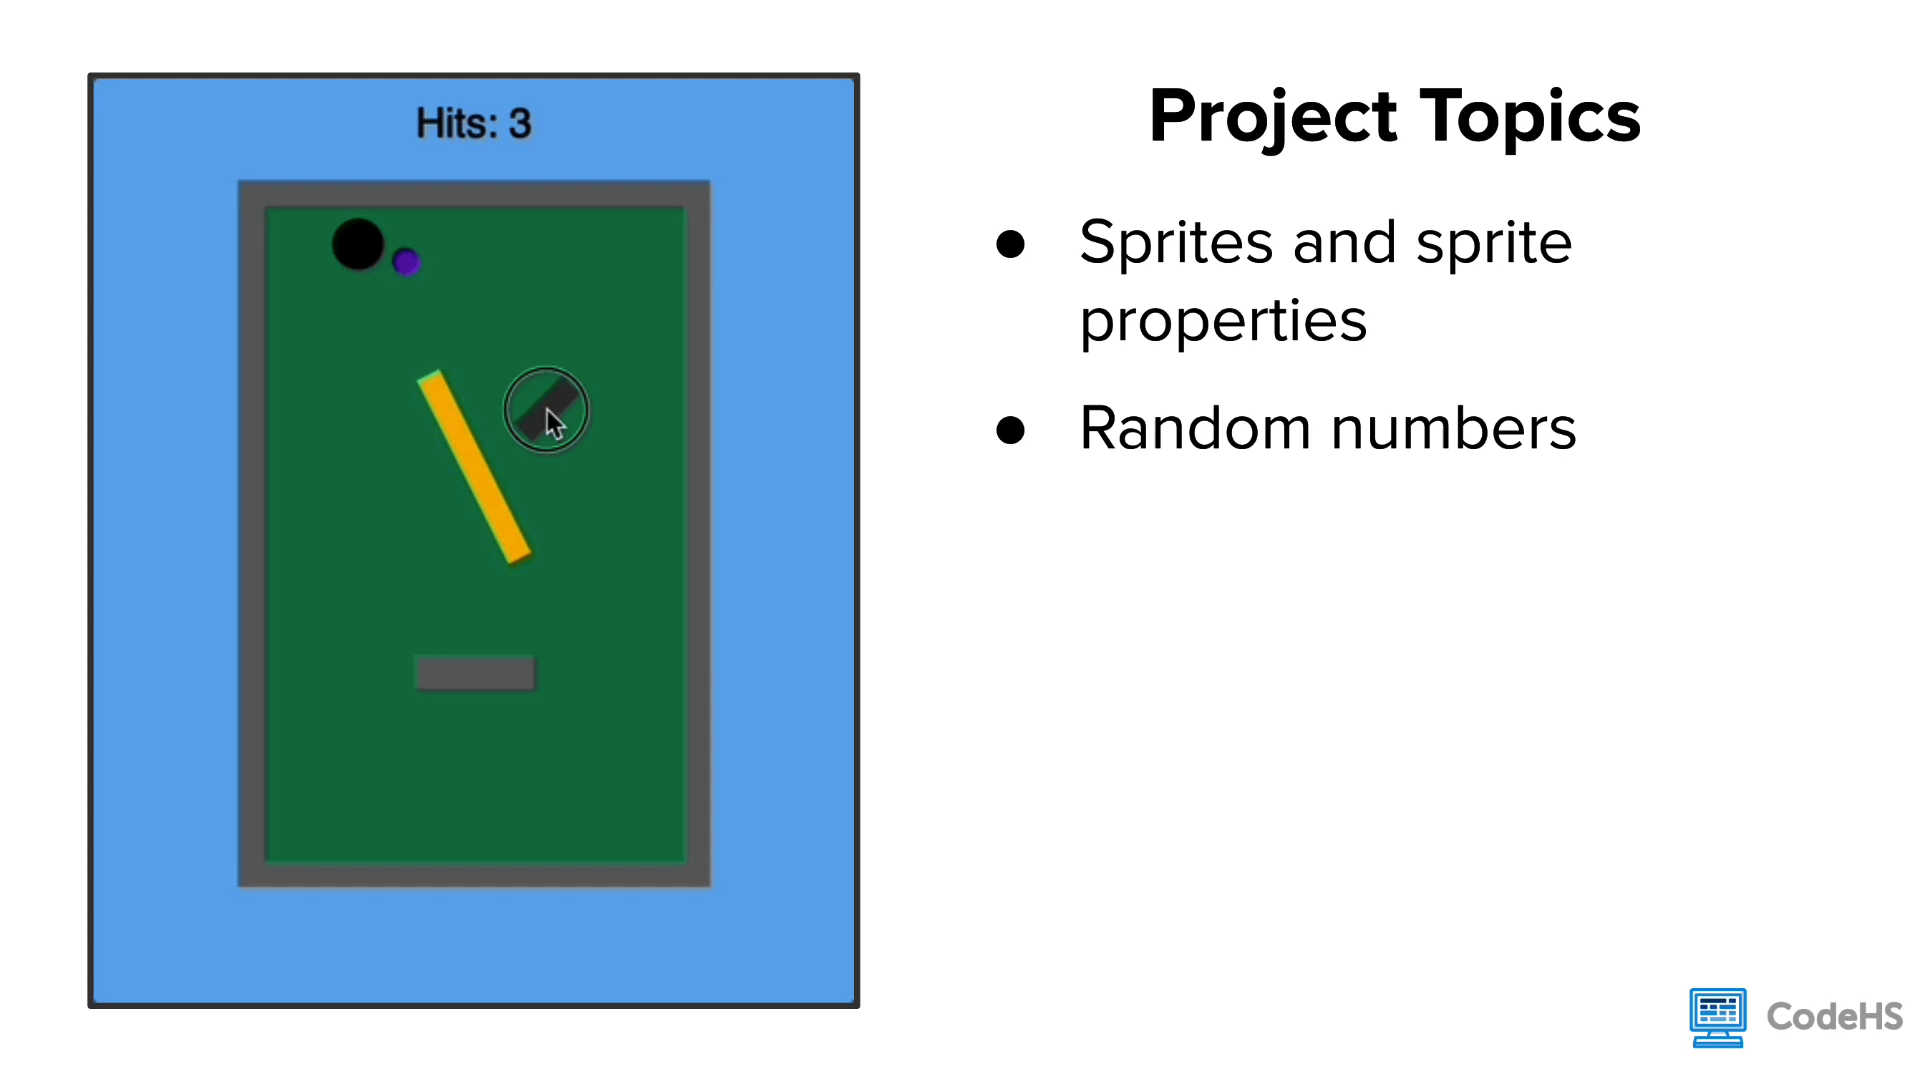 Hits: 3
Project Topics
● Sprites and sprite
properties
● Random numbers
CodeHS